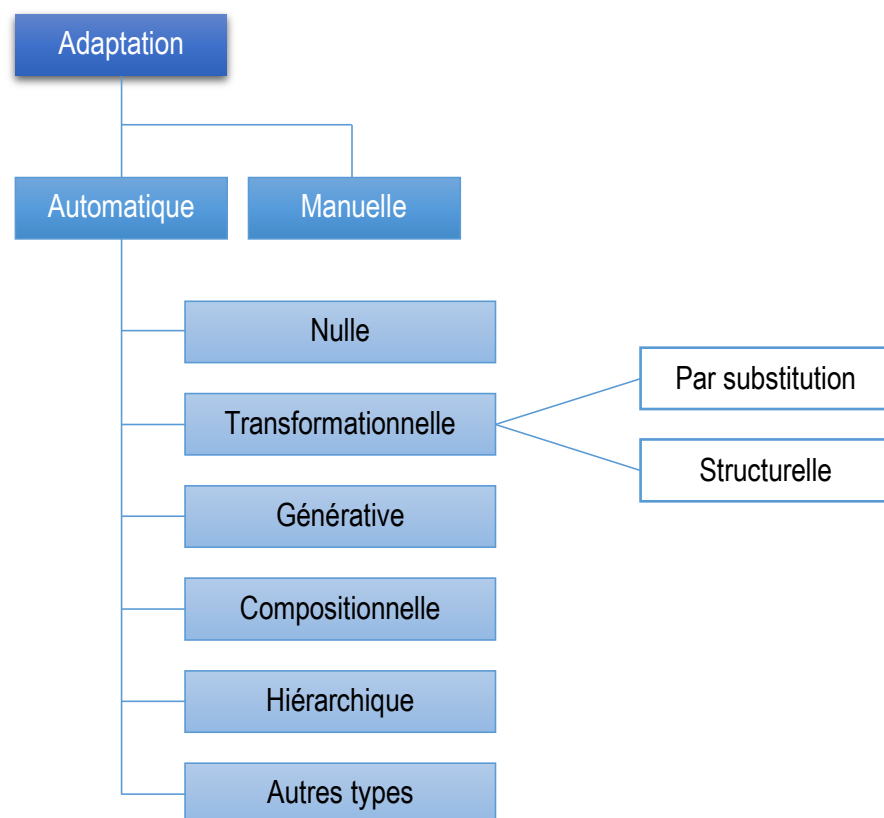 Adaptation
Automatique
Manuelle
Nulle
Transformationnelle
Par substitution
Structurelle
Générative
Compositionnelle
Hiérarchique
Autres types